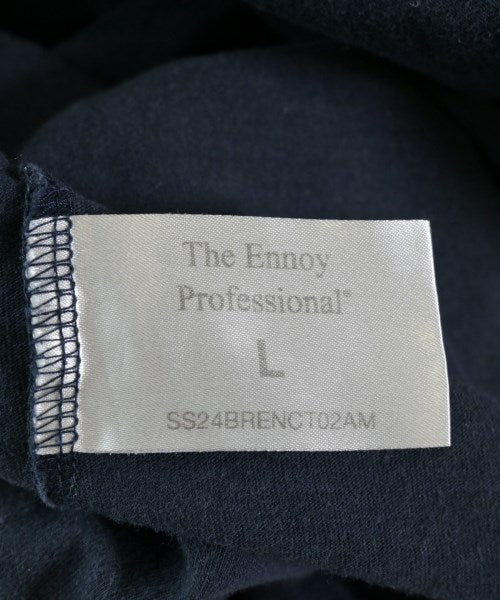 The Ennoy
Professional®
L
SS24BRENCT02AM